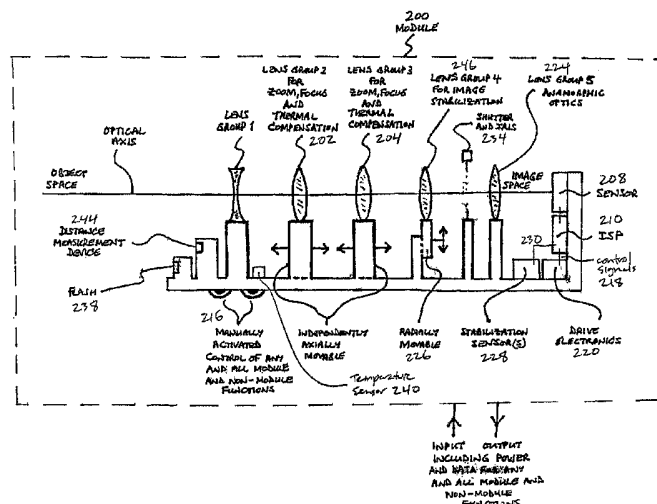 200
MODULE
LENS GROUP 1
LENS GROUP 2
FOR
ZOOM, FOCUS
AND
THERMAL
COMPENSATION
202
LENS GROUP 3
FOR
ZOOM, FOCUS
AND
THERMAL
COMPENSATION
204
246
LENS GROUP 4
FOR IMAGE
STABILIZATION
SHUTTER
AND IRIS
234
224
LENS GROUP 5
ANAMORPHIC
OPTICS
OPTICAL
AXIS
OBJECT
SPACE
IMAGE
SPACE
208
SENSOR
210
ISP
230
control
signals
218
244
DISTANCE
MEASUREMENT
DEVICE
FLASH
238
216
MANUALLY
ACTIVATED
CONTROL OF ANY
AND ALL MODULE
AND NON-MODULE
FUNCTIONS
Temperature
Sensor 240
INDEPENDENTLY
AXIALLY
MOVABLE
RADIALLY
MOVABLE
226
STABILIZATION
SENSOR(S)
228
DRIVE
ELECTRONICS
220
INPUT OUTPUT
INCLUDING POWER
AND DATA ANY
AND ALL MODULE AND
NON-MODULE
FUNCTIONS